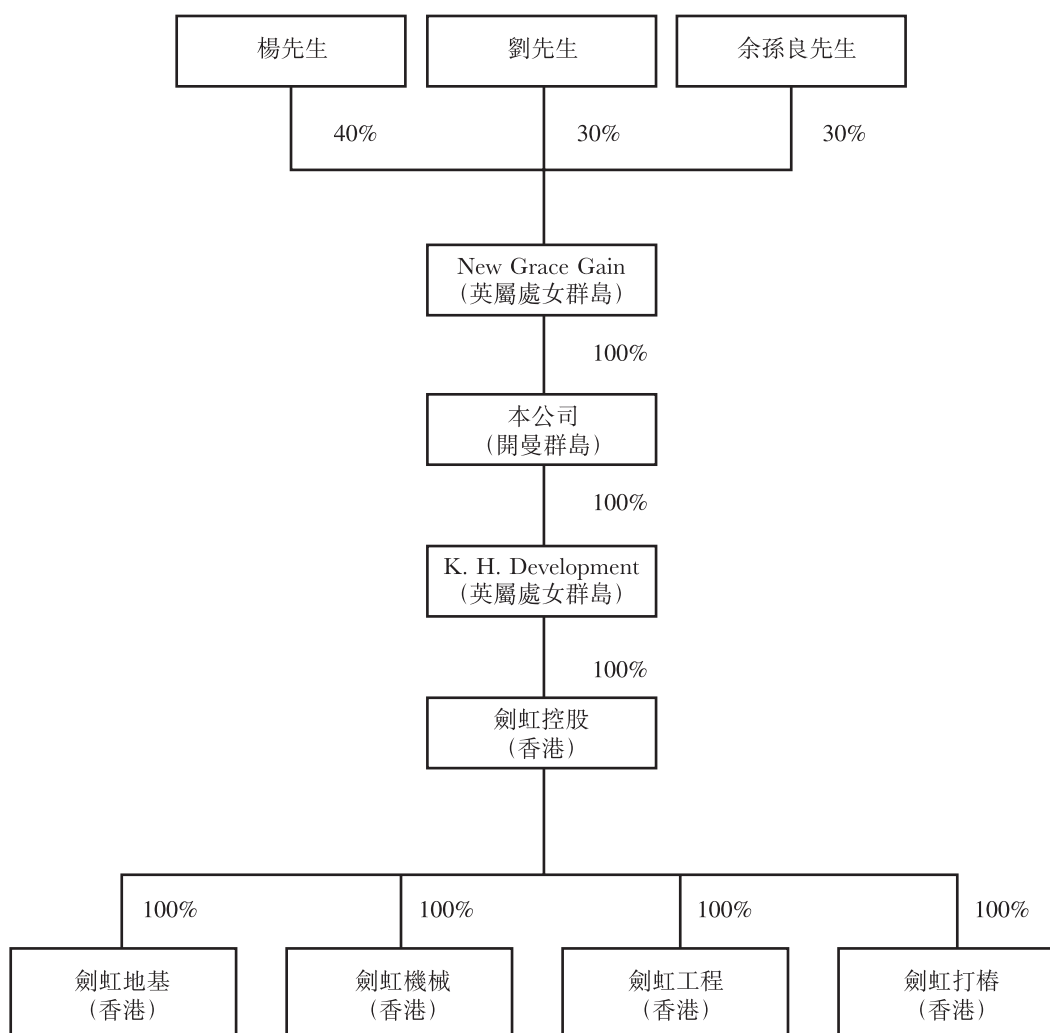 楊先生
劉先生
余孫良先生
40%
30%
30%
New Grace Gain
(英屬處女群島)
100%
本公司
(開曼群島)
100%
K. H. Development
(英屬處女群島)
100%
劍虹控股
(香港)
100%
100%
100%
100%
劍虹地基
(香港)
劍虹機械
(香港)
劍虹工程
(香港)
劍虹打樁
(香港)